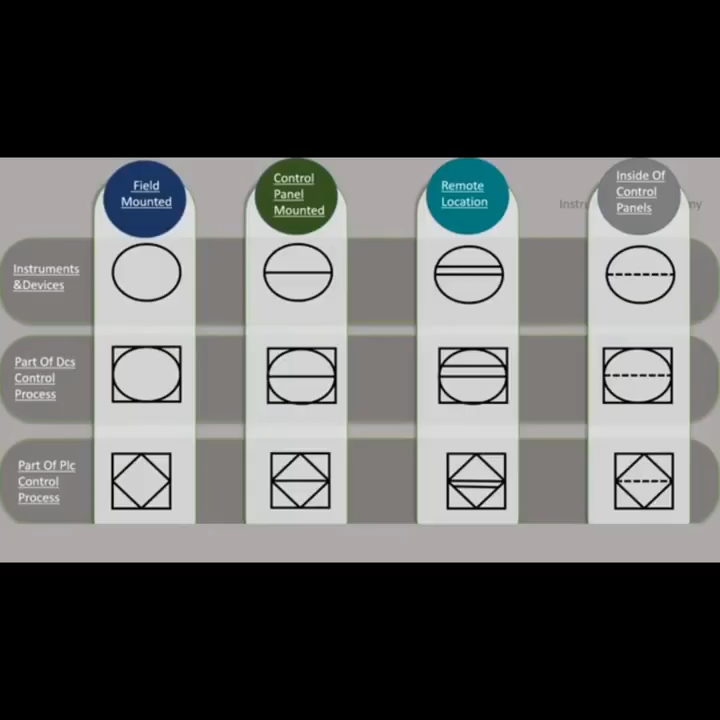 Field
Mounted
Control
Panel
Mounted
Remote
Location
Inside Of
Control
Panels
Instruments
&Devices
Part Of Dcs
Control
Process
Part Of Plc
Control
Process